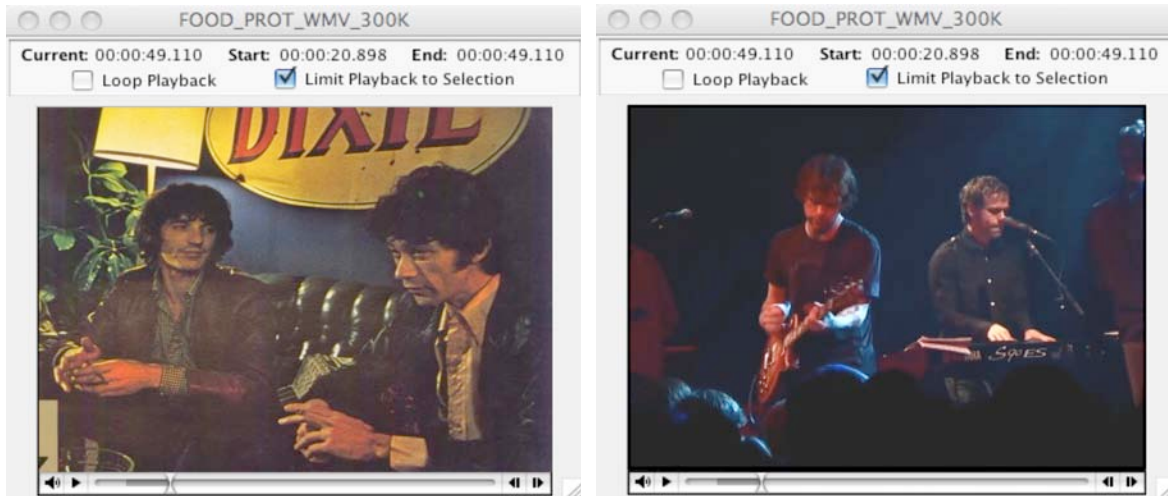 FOOD_PROT_WMV_300K
Current: 00:00:49.110 Start: 00:00:20.898 End: 00:00:49.110
Loop Playback Limit Playback to Selection
DIXIE
FOOD_PROT_WMV_300K
Current: 00:00:49.110 Start: 00:00:20.898 End: 00:00:49.110
Loop Playback Limit Playback to Selection
S90 ES